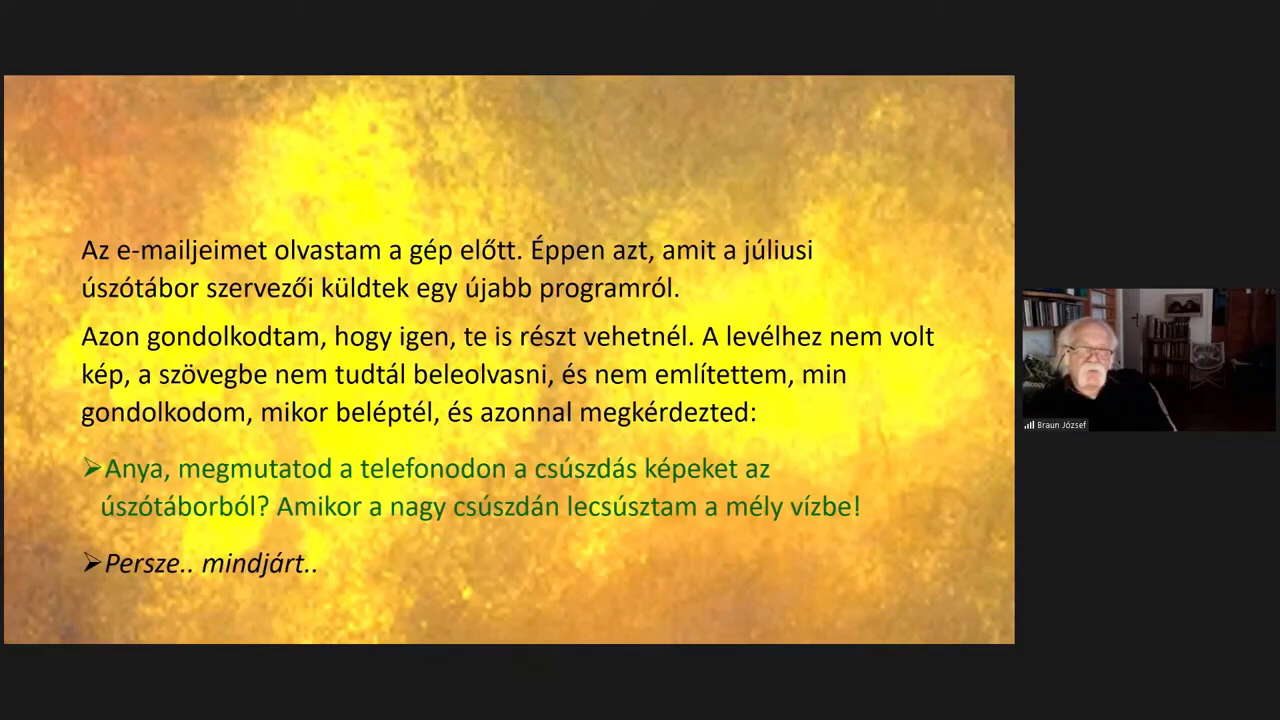 Az e-mailjeimet olvastam a gép előtt. Éppen azt, amit a júliusi
úszótábor szervezői küldtek egy újabb programról.
Azon gondolkodtam, hogy igen, te is részt vehetnél. A levélhez nem volt
kép, a szövegbe nem tudtál beleolvasni, és nem említettem, min
gondolkodom, mikor beléptél, és azonnal megkérdezted:
➢Anya, megmutatod a telefonodon a csúszdás képeket az
úszótáborból? Amikor a nagy csúszdán lecsúsztam a mély vízbe!
➢Persze.. mindjárt..
Braun József